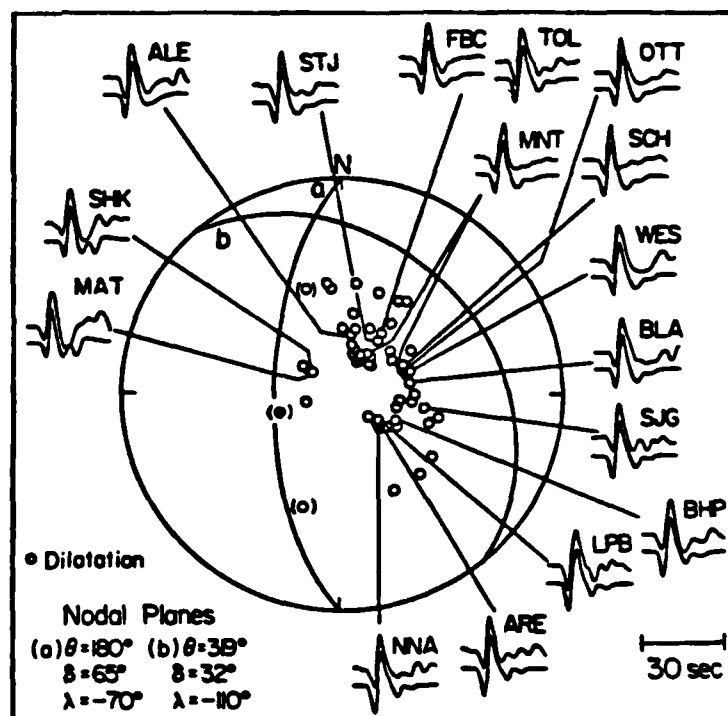 ALE
STJ
FBC
TOL
OTT
MNT
SCH
N
a
SHK
b
WES
MAT
BLA
SJG
BHP
LPB
Dilatation
Nodal Planes
(a) θ=180° (b) θ=319°
δ=65° δ=32°
λ=-70° λ=-110°
NNA
ARE
30 sec